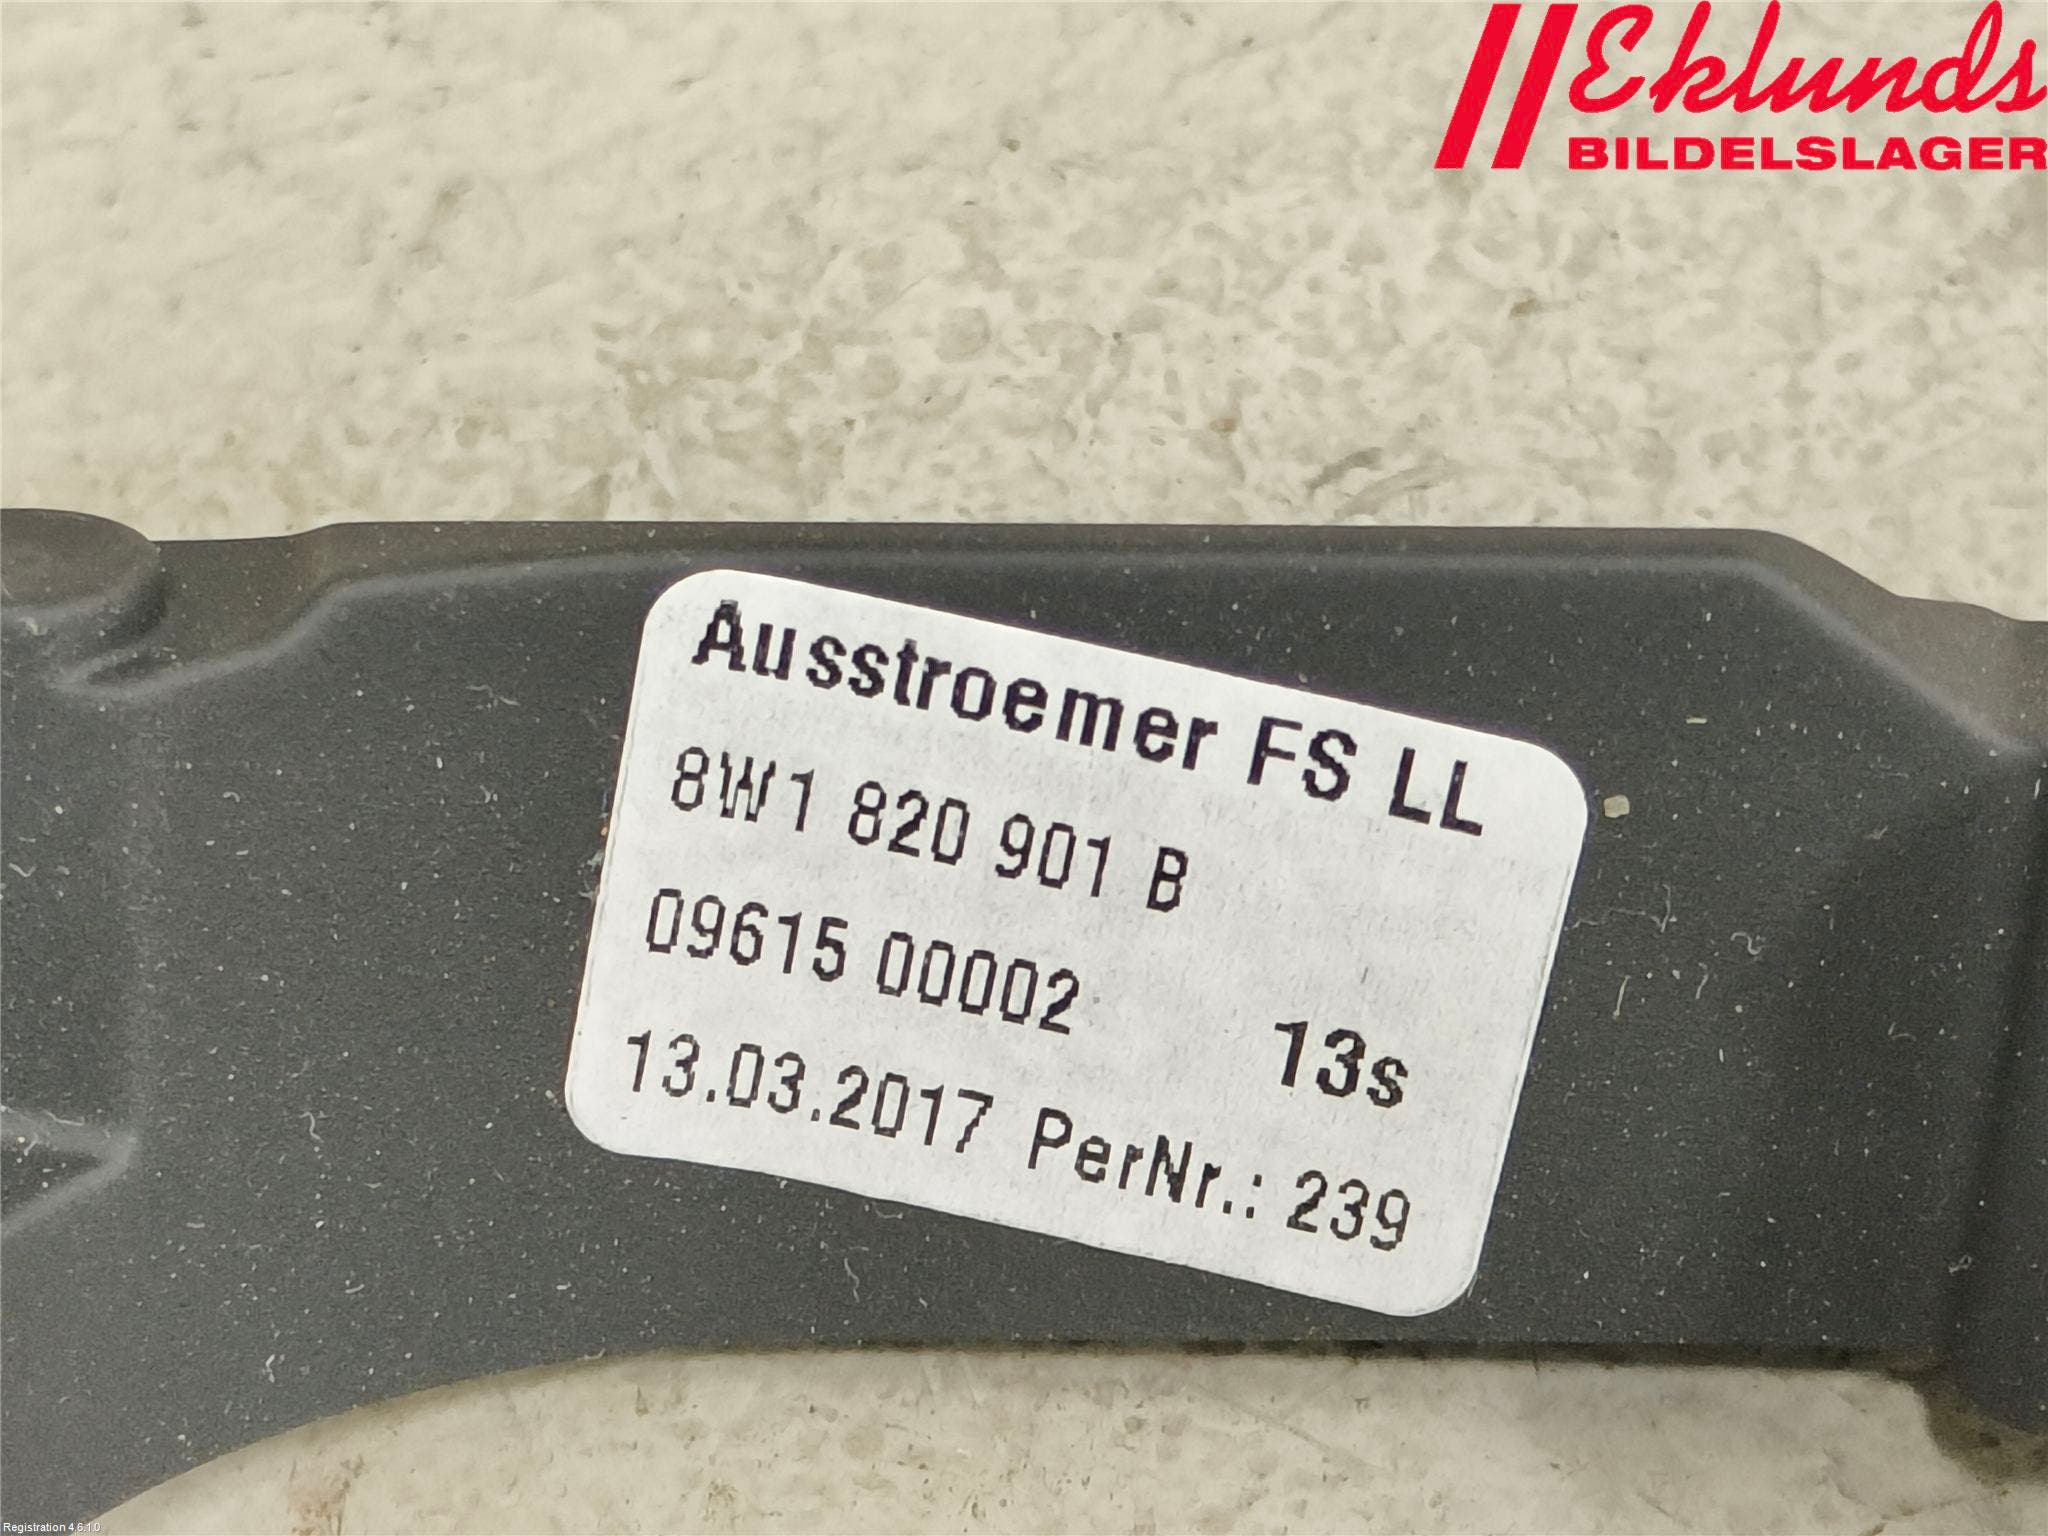 Eklunds
BILDELSLAGER
Ausstroemer FS LL
8W1 820 901 B
09615 00002
13s
13.03.2017 PerNr.: 239
Registration 4.6.1.0